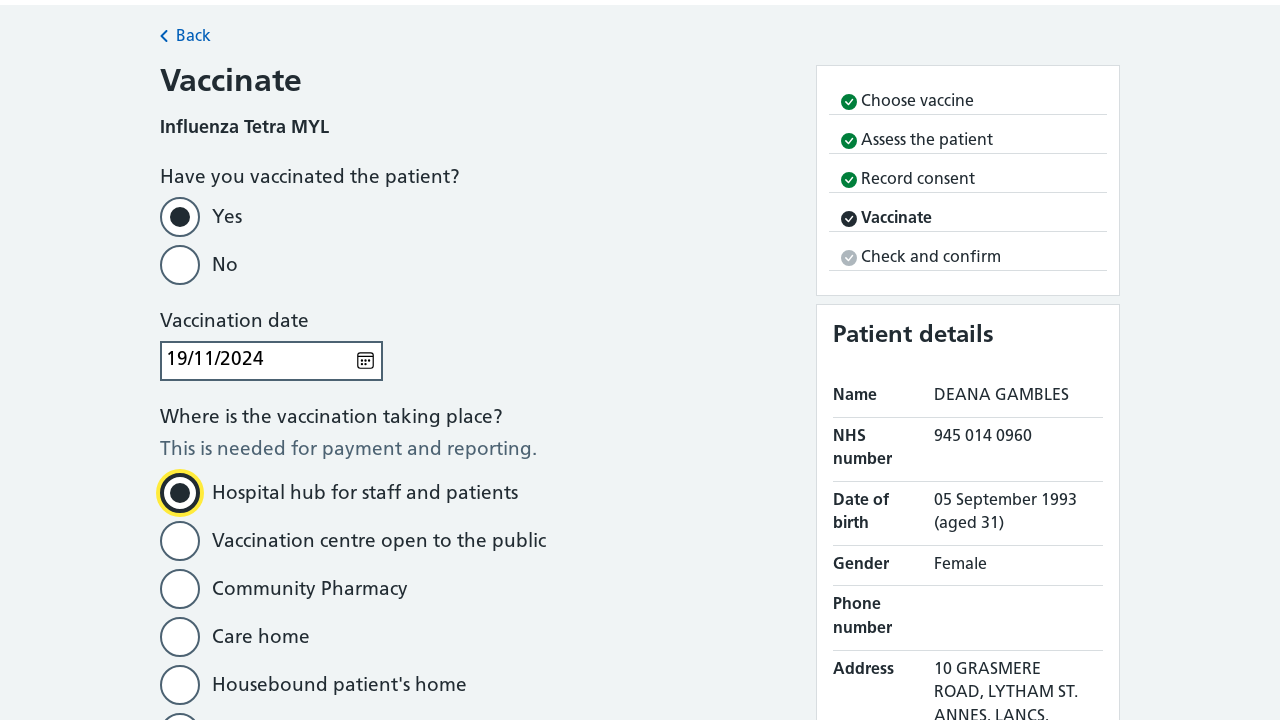 Back
Vaccinate
Influenza Tetra MYL
Have you vaccinated the patient?
Yes
No
Vaccination date
19/11/2024
Where is the vaccination taking place?
This is needed for payment and reporting.
Hospital hub for staff and patients
Vaccination centre open to the public
Community Pharmacy
Care home
Housebound patient's home
Choose vaccine
Assess the patient
Record consent
Vaccinate
Check and confirm
Patient details
Name DEANA GAMBLES
NHS number 945 014 0960
Date of birth 05 September 1993 (aged 31)
Gender Female
Phone number
Address 10 GRASMERE
ROAD, LYTHAM ST.
ANNES, LANCS,